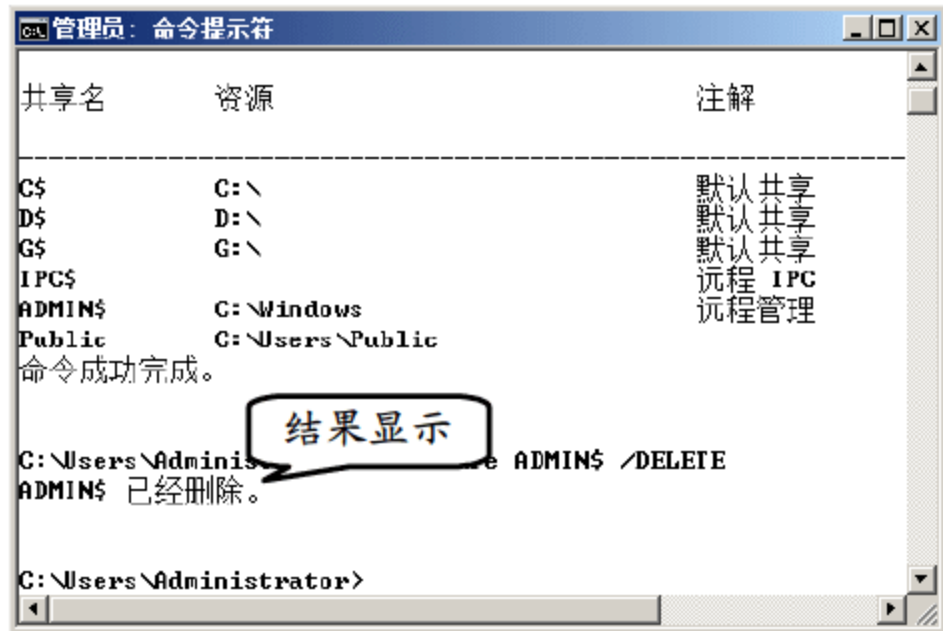 管理员：命令提示符
共享名 资源 注解
--------------------------------------------------------------
C$ C:\ 默认共享
D$ D:\ 默认共享
G$ G:\ 默认共享
IPC$ 远程 IPC
ADMIN$ C:\Windows 远程管理
Public C:\Users\Public
命令成功完成。
结果显示
C:\Users\Adminis e ADMIN$ /DELETE
ADMIN$ 已经删除。
C:\Users\Administrator>